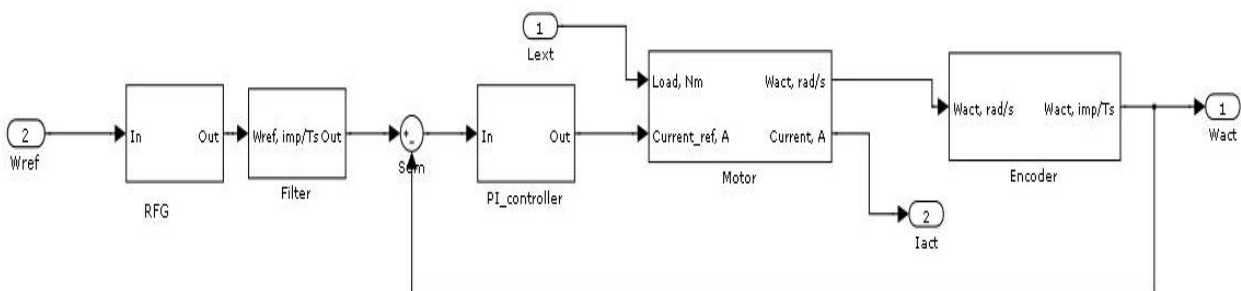 1
Lext
2
Wref
In Out
RFG
Wref, imp/Ts Out
Filter
+
-
Sum
In Out
PI_controller
Load, Nm Wact, rad/s
Current_ref, A Current, A
Motor
Wact, rad/s Wact, imp/Ts
Encoder
1
Wact
2
Iact